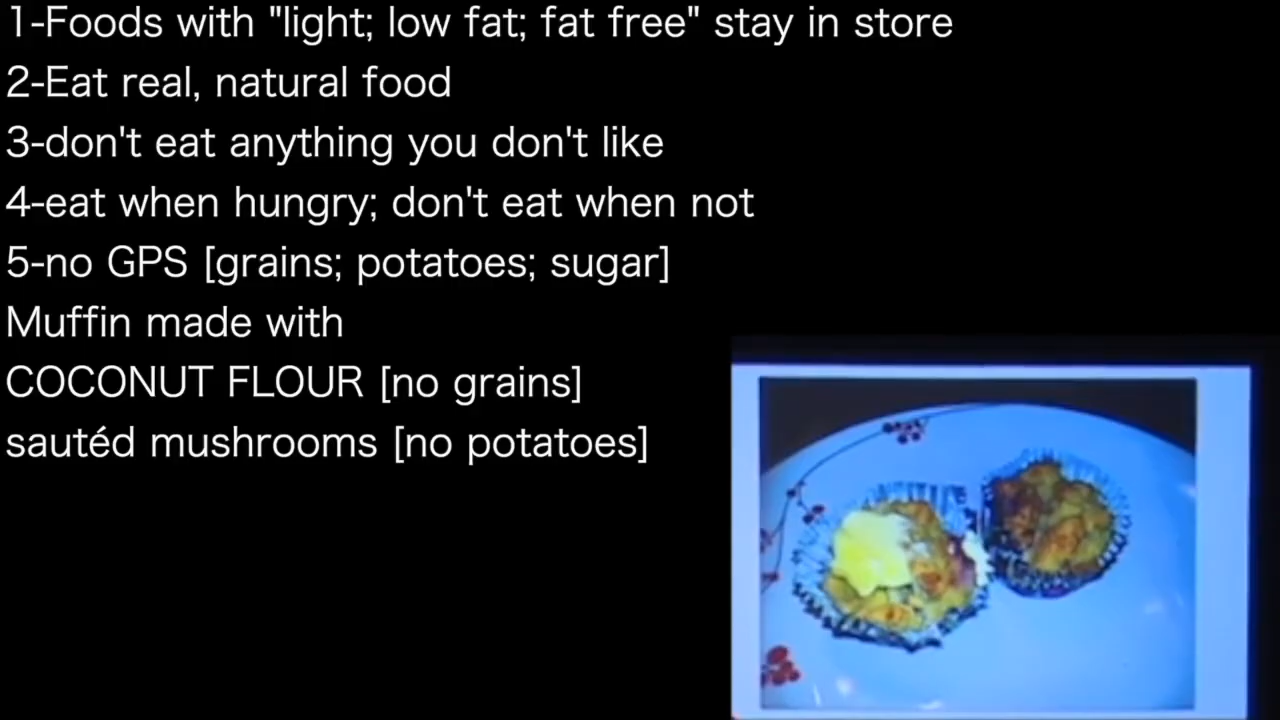 1-Foods with "light; low fat; fat free" stay in store
2-Eat real, natural food
3-don't eat anything you don't like
4-eat when hungry; don't eat when not
5-no GPS [grains; potatoes; sugar]
Muffin made with
COCONUT FLOUR [no grains]
sautéd mushrooms [no potatoes]